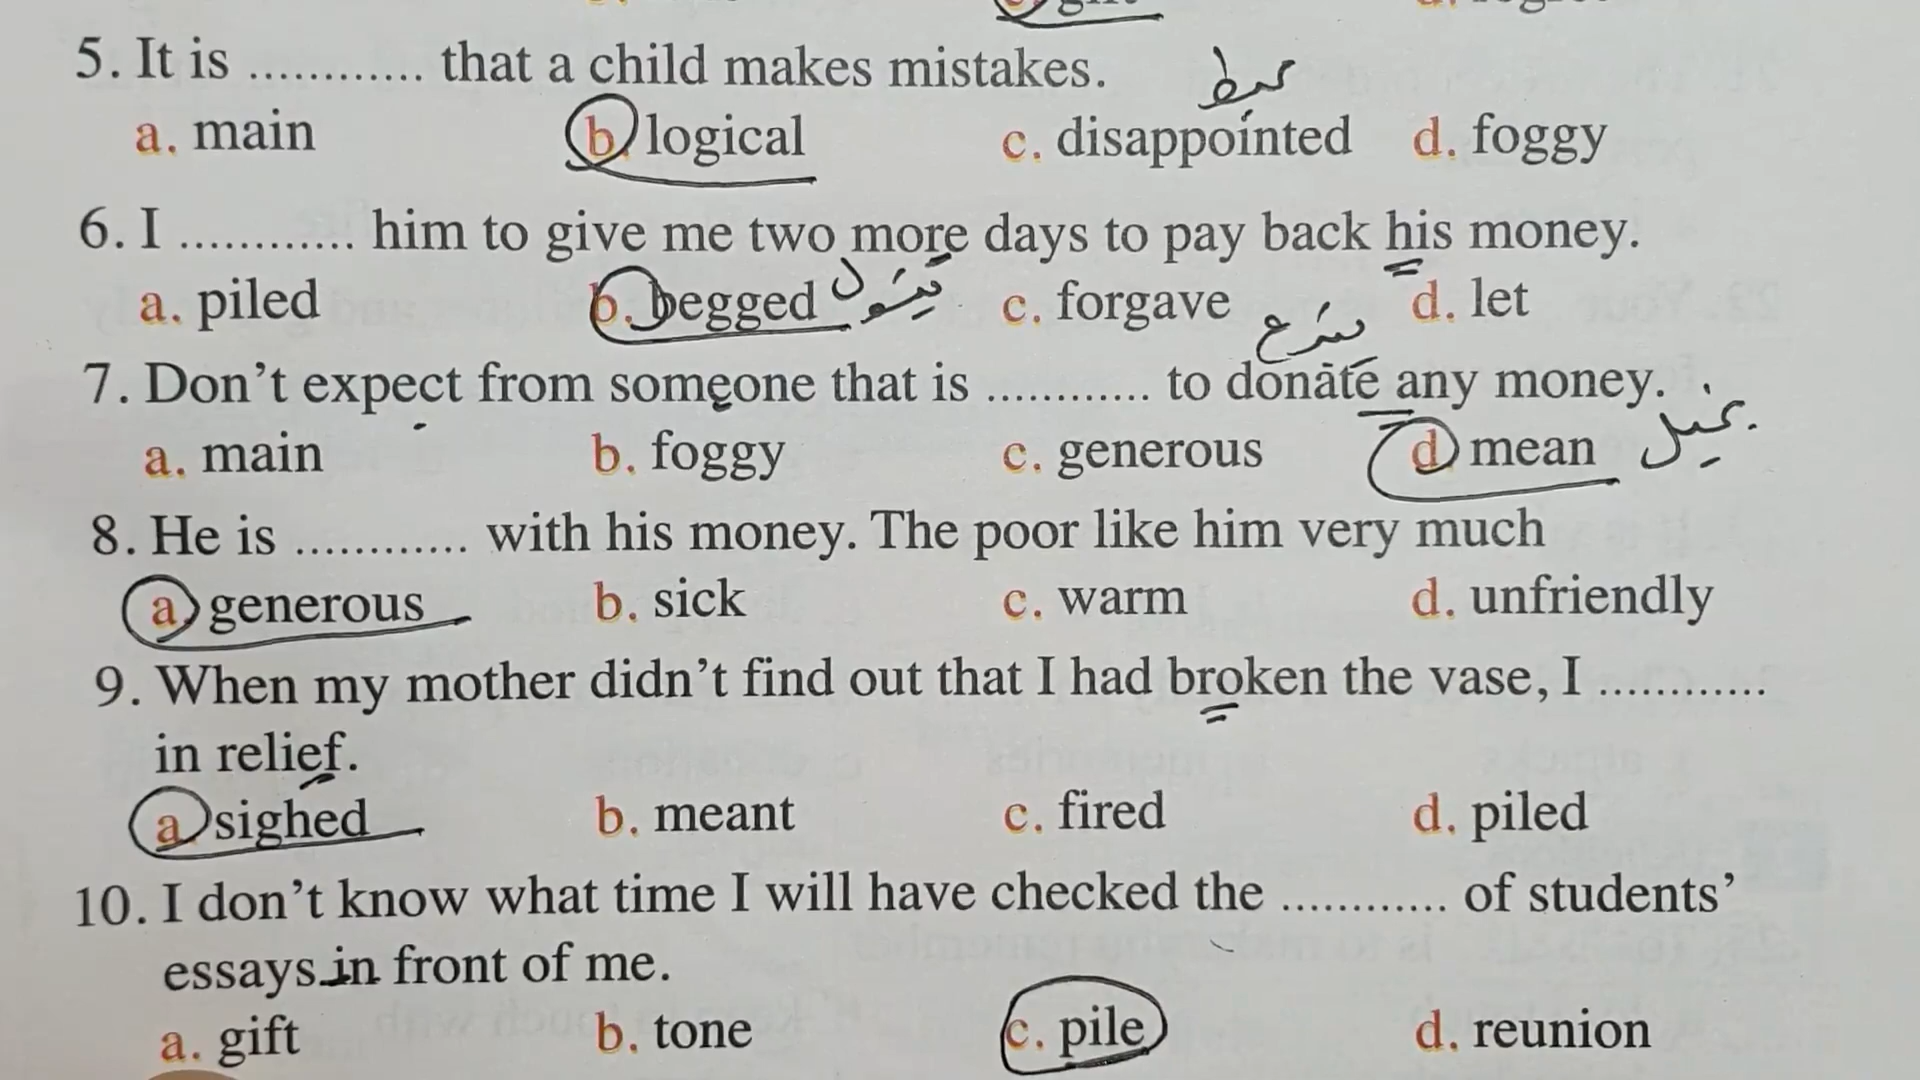 5. It is ............ that a child makes mistakes.
محبط
a. main b. logical c. disappointed d. foggy
6. I ............ him to give me two more days to pay back his money.
a. piled b. begged يتسول c. forgave d. let
7. Don't expect from someone that is ............ to donate any money.
a. main b. foggy c. generous d. mean بخيل
8. He is ............ with his money. The poor like him very much
a. generous b. sick c. warm d. unfriendly
9. When my mother didn't find out that I had broken the vase, I ............
in relief.
a. sighed b. meant c. fired d. piled
10. I don't know what time I will have checked the ............ of students'
essays in front of me.
a. gift b. tone c. pile d. reunion